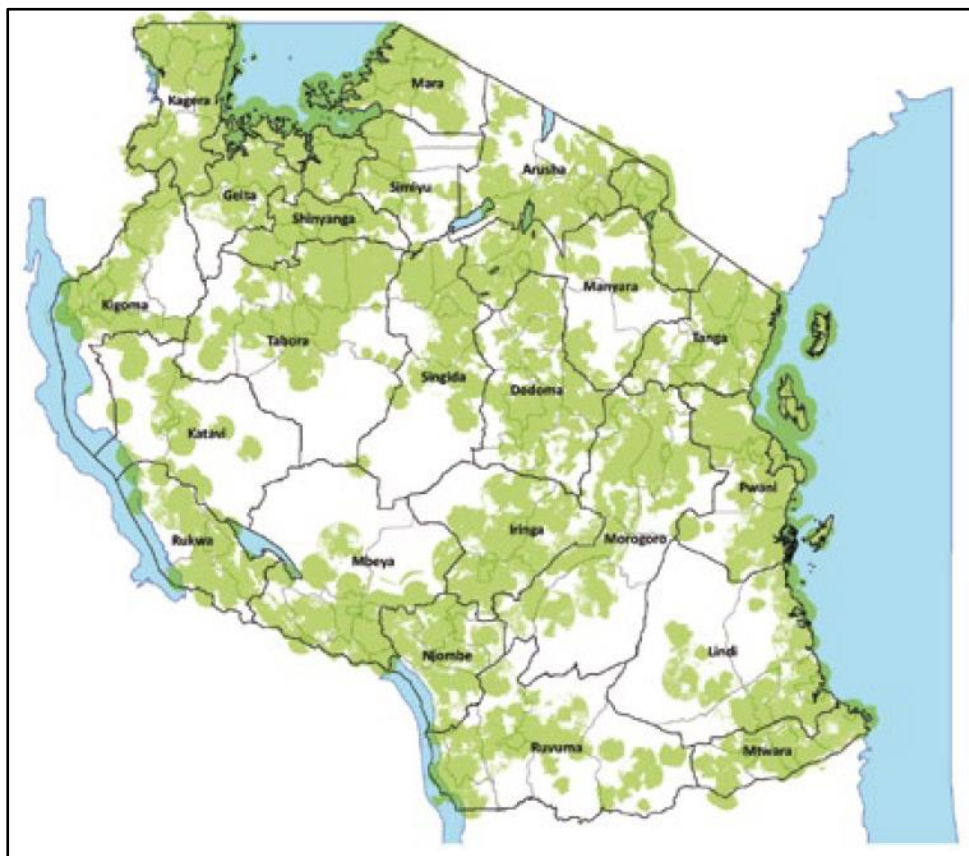 Mara
Kagera
Arusha
Geita
Simiyu
Shinyanga
Manyara
Kigoma
Tanga
Tabora
Singida
Dodoma
Katavi
Pwani
Iringa
Rukwa
Morogoro
Mbeya
Lindi
Njombe
Ruvuma
Mtwara